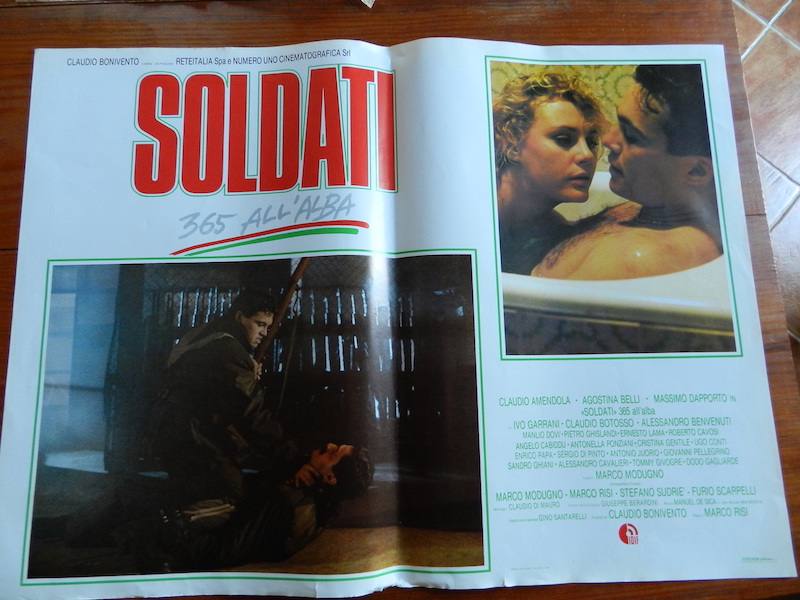 CLAUDIO BONIVENTO RETEITALIA Spa e NUMERO UNO CINEMATOGRAFICA Srl
SOLDATI
365 ALL'ALBA
CLAUDIO AMENDOLA · AGOSTINA BELLI · MASSIMO DAPPORTO IN
«SOLDATI» 365 all'alba
IVO GARRANI · CLAUDIO BOTOSSO · ALESSANDRO BENVENUTI
MANLIO DOVI · PIETRO GHISLANDI · ERNESTO LAMA · ROBERTO CAVOSI
ANGELO CABIDDU · ANTONELLA PONZIANI · CRISTINA GENTILE · UGO CONTI
ENRICO PAPA · SERGIO DI PINTO · ANTONIO JUORIO · GIOVANNI PELLEGRINO
SANDRO GHIANI · ALESSANDRO CAVALIERI · TOMMY GIVOGRE · DODO GAGLIARDE
MARCO MODUGNO
MARCO MODUGNO · MARCO RISI · STEFANO SUDRIE' · FURIO SCARPELLI
CLAUDIO DI MAURO GIUSEPPE BERARDINI MANUEL DE SICA
GINO SANTARELLI CLAUDIO BONIVENTO MARCO RISI
IDIF